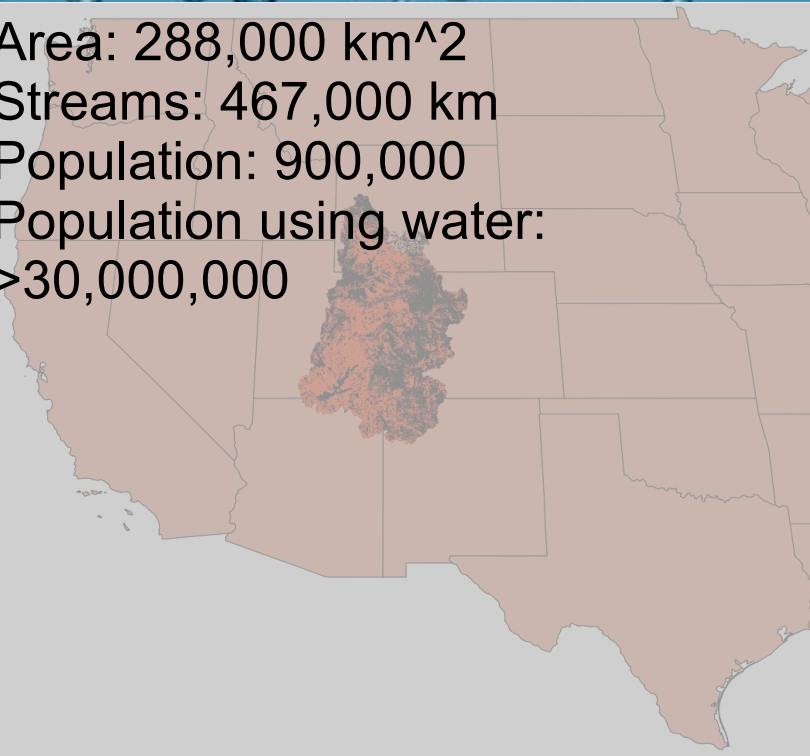 Area: 288,000 km^2
Streams: 467,000 km
Population: 900,000
Population using water:
>30,000,000